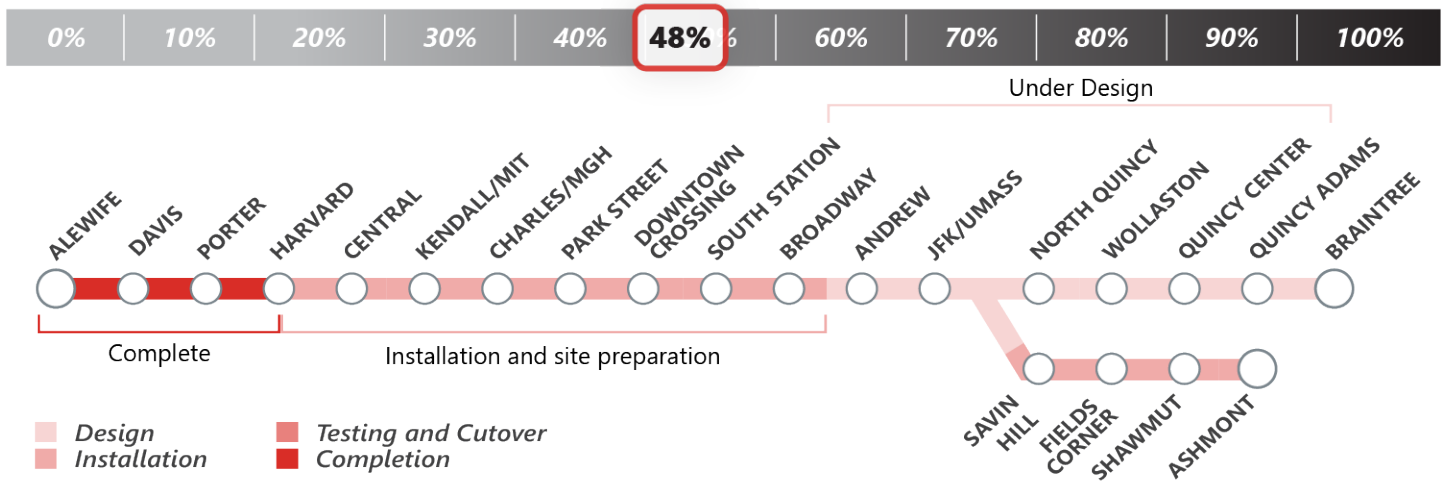 0% 10% 20% 30% 40% 48% % 60% 70% 80% 90% 100%
Under Design
ALEWIFE
DAVIS
PORTER
HARVARD
CENTRAL
KENDALL/MIT
CHARLES/MGH
PARK STREET
DOWNTOWN
CROSSING
SOUTH STATION
BROADWAY
ANDREW
JFK/UMASS
NORTH QUINCY
WOLLASTON
QUINCY CENTER
QUINCY ADAMS
BRAINTREE
Complete
Installation and site preparation
SAVIN
HILL
FIELDS
CORNER
SHAWMUT
ASHMONT
Design
Installation
Testing and Cutover
Completion